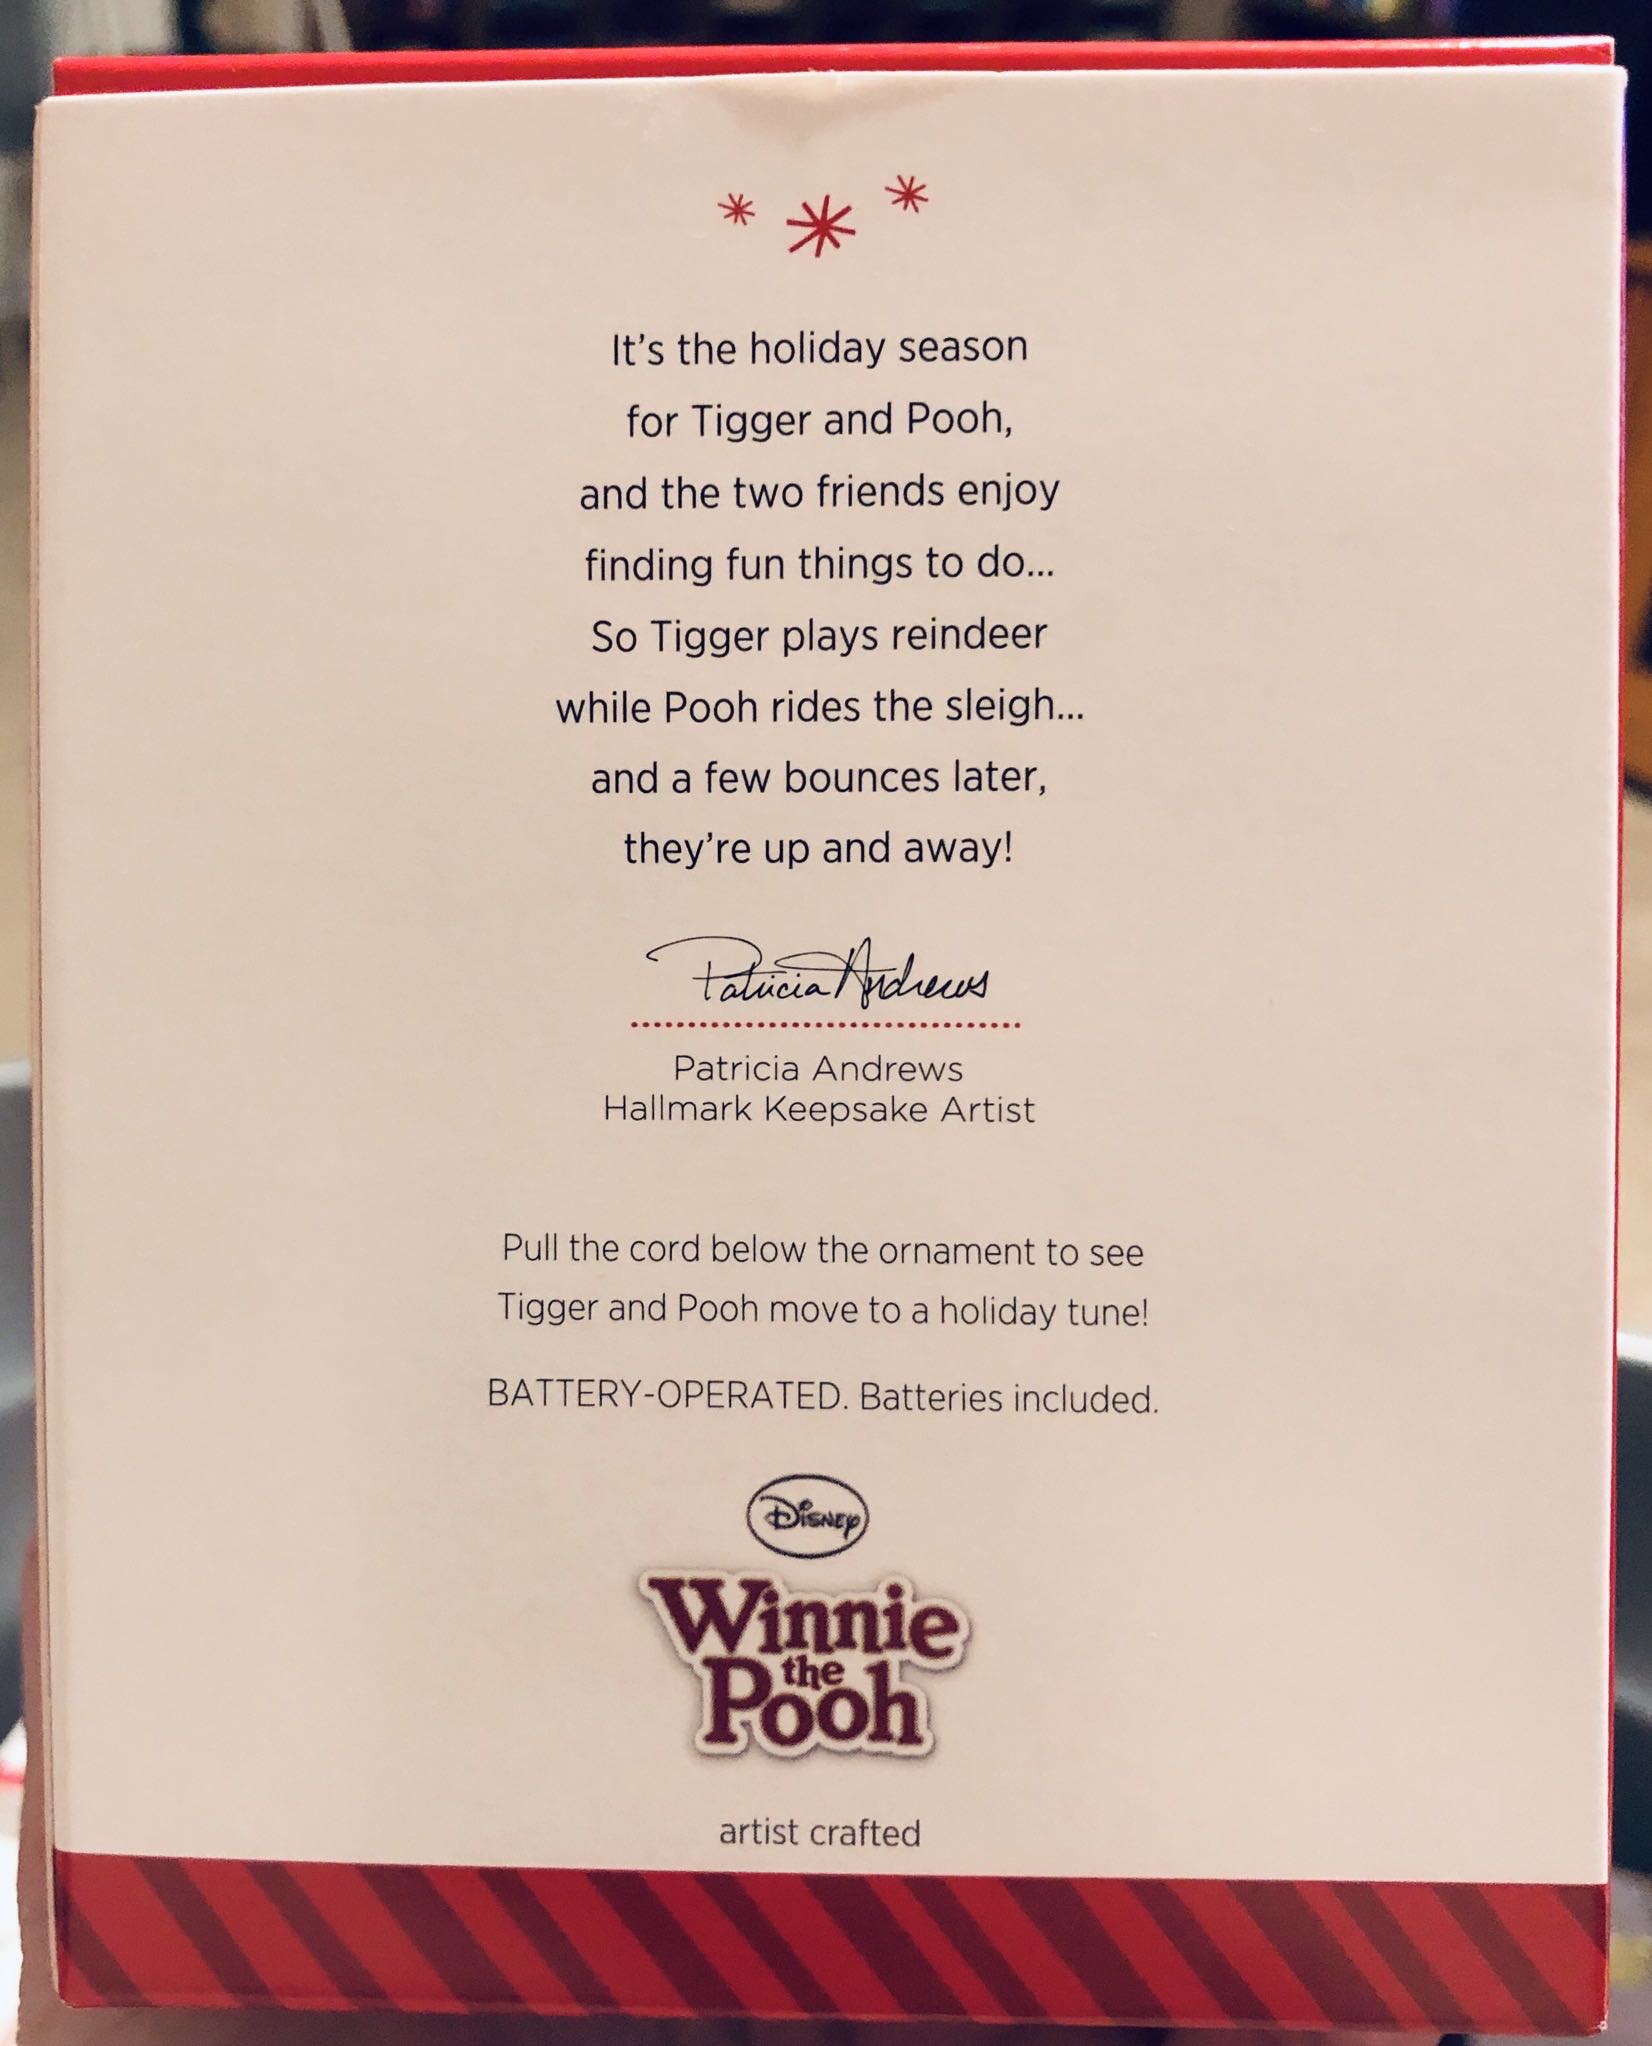 It's the holiday season
for Tigger and Pooh,
and the two friends enjoy
finding fun things to do...
So Tigger plays reindeer
while Pooh rides the sleigh...
and a few bounces later,
they're up and away!
Patricia Andrews
Patricia Andrews
Hallmark Keepsake Artist
Pull the cord below the ornament to see
Tigger and Pooh move to a holiday tune!
BATTERY-OPERATED. Batteries included.
Disney
Winnie
the
Pooh
artist crafted